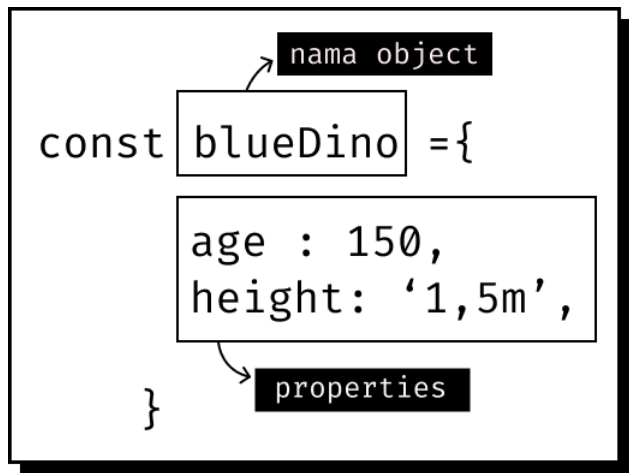 nama object
const blueDino ={
age : 150,
height: ‘1,5m’,
properties
}